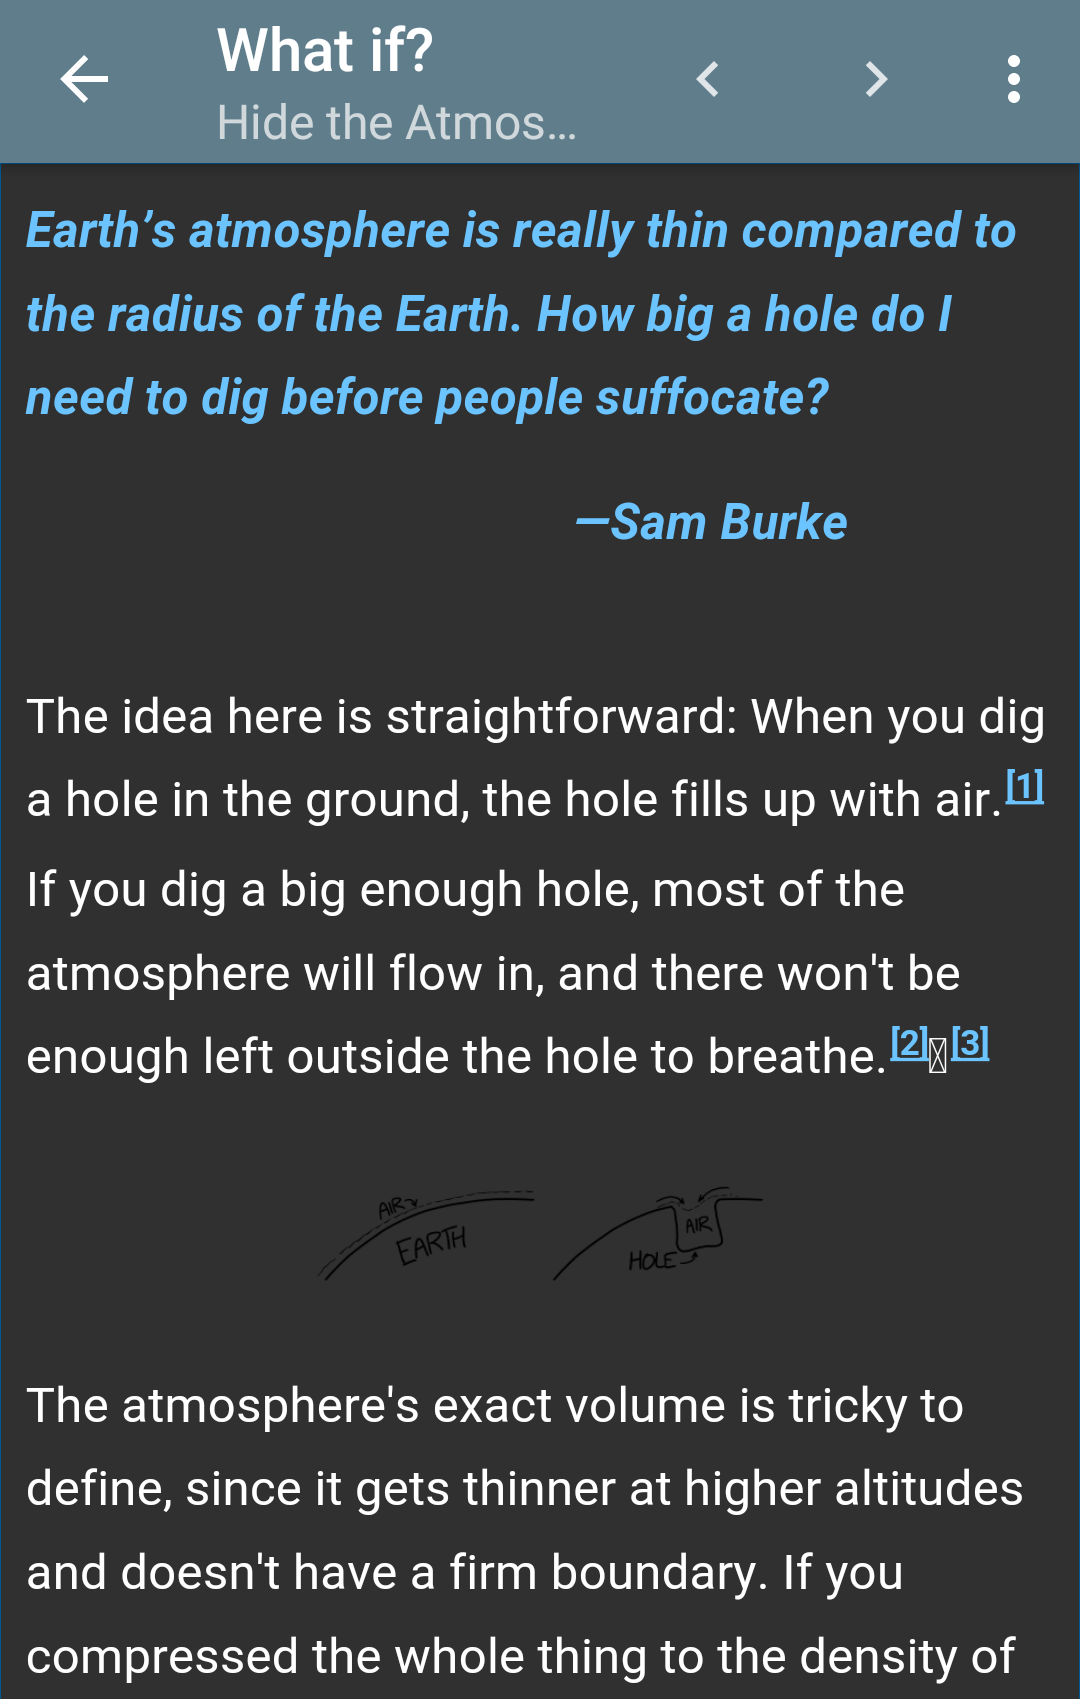 What if?
Hide the Atmos...
Earth’s atmosphere is really thin compared to
the radius of the Earth. How big a hole do I
need to dig before people suffocate?
—Sam Burke
The idea here is straightforward: When you dig
a hole in the ground, the hole fills up with air.[1]
If you dig a big enough hole, most of the
atmosphere will flow in, and there won't be
enough left outside the hole to breathe.[2] [3]
AIR
EARTH
AIR
HOLE
The atmosphere's exact volume is tricky to
define, since it gets thinner at higher altitudes
and doesn't have a firm boundary. If you
compressed the whole thing to the density of